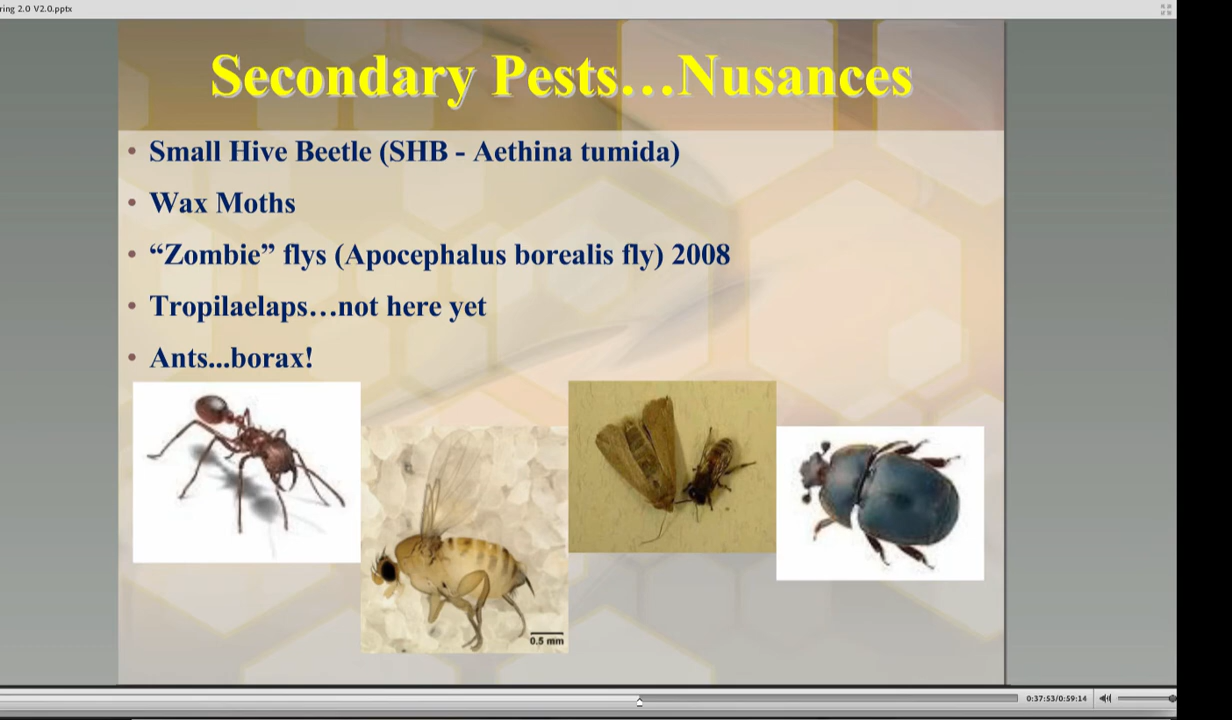 ring 2.0 V2.0.pptx
Secondary Pests…Nusances
• Small Hive Beetle (SHB - Aethina tumida)
• Wax Moths
• “Zombie” flys (Apocephalus borealis fly) 2008
• Tropilaelaps…not here yet
• Ants...borax!
0.5 mm
0:37:53/0:59:14